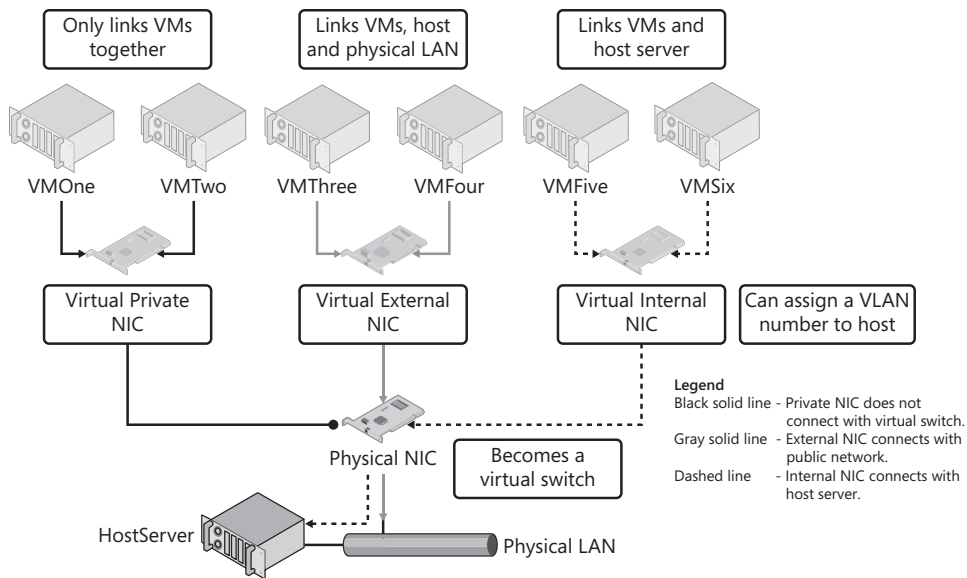 Only links VMs
together
Links VMs, host
and physical LAN
Links VMs and
host server
VMOne
VMTwo
VMThree
VMFour
VMFive
VMSix
Virtual Private
NIC
Virtual External
NIC
Virtual Internal
NIC
Can assign a VLAN
number to host
Legend
Black solid line - Private NIC does not
connect with virtual switch.
Gray solid line - External NIC connects with
public network.
Dashed line - Internal NIC connects with
host server.
Physical NIC
Becomes a
virtual switch
HostServer
Physical LAN